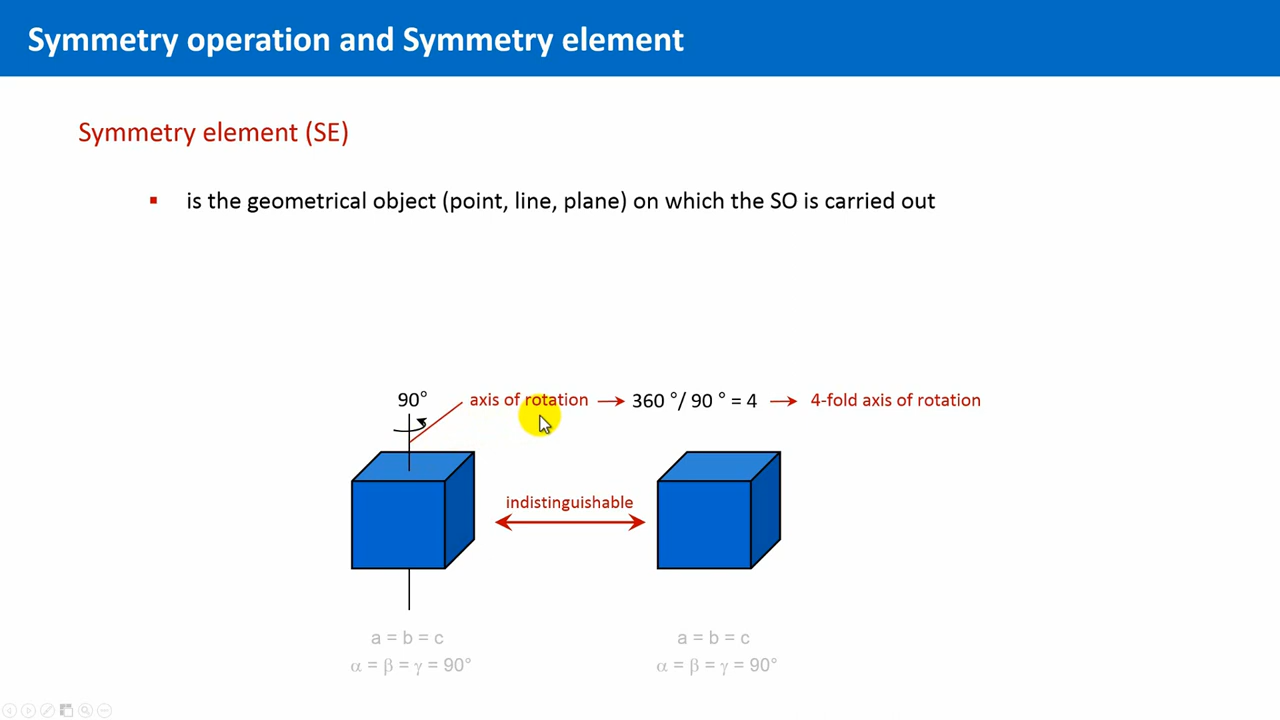 Symmetry operation and Symmetry element
Symmetry element (SE)
▪ is the geometrical object (point, line, plane) on which the SO is carried out
90° axis of rotation → 360 °/ 90 ° = 4 → 4-fold axis of rotation
indistinguishable
a = b = c
a = b = c
α = β = γ = 90°
α = β = γ = 90°